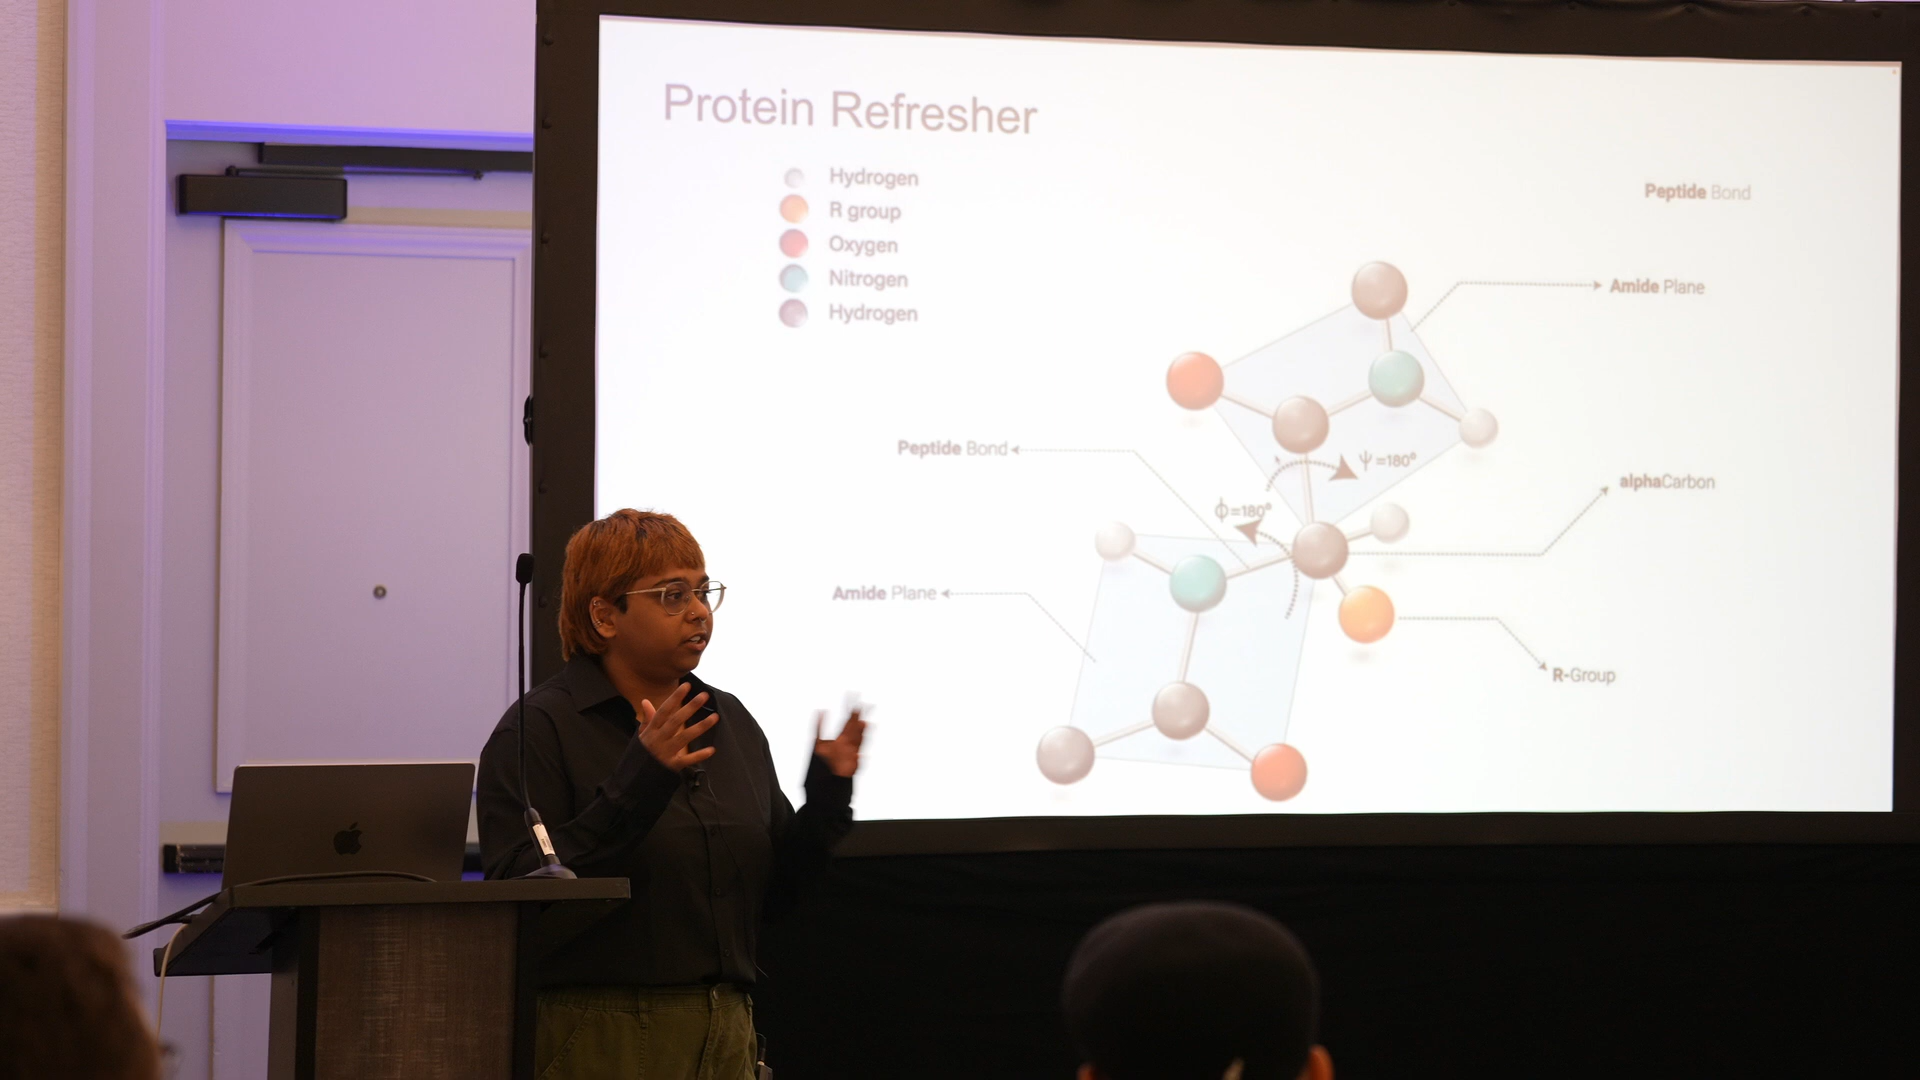 Protein Refresher
Hydrogen
R group
Oxygen
Nitrogen
Hydrogen
Peptide Bond
Amide Plane
Peptide Bond
Ψ=180°
alphaCarbon
ϕ=180°
Amide Plane
R-Group